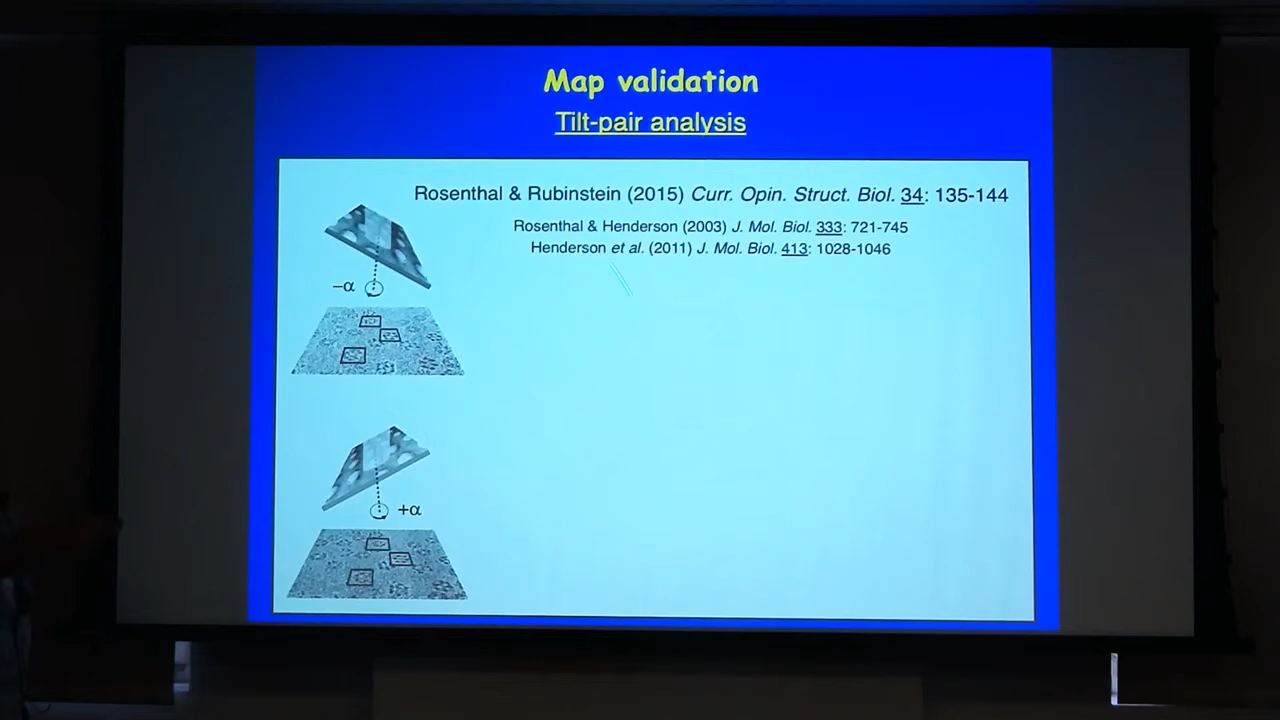 Map validation
Tilt-pair analysis
Rosenthal & Rubinstein (2015) Curr. Opin. Struct. Biol. 34: 135-144
Rosenthal & Henderson (2003) J. Mol. Biol. 333: 721-745
Henderson et al. (2011) J. Mol. Biol. 413: 1028-1046
−α
+α